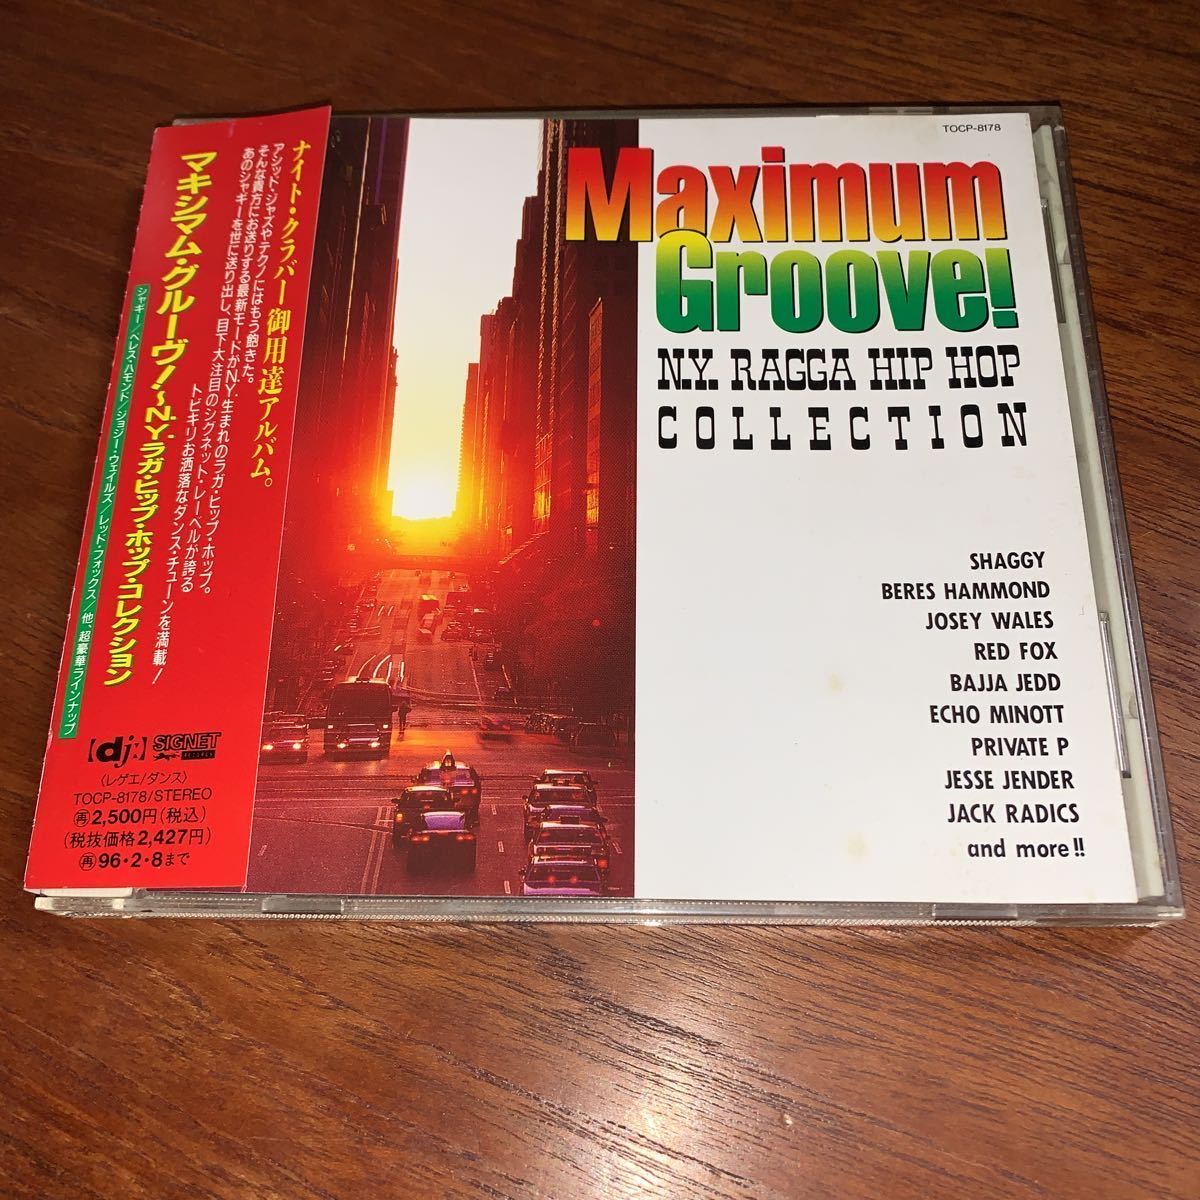 ナイト・クラバー御用達アルバム。
アシッド・ジャズやテクノにはもう飽きた。
そんな貴方にお送りする最新モードがN.Y.生まれのラガ・ヒップ・ホップ。
あのシャギーを世に送り出し、目下大注目のシグネット・レーベルが誇る
トビキリお洒落なダンス・チューンを満載!
マキシマム・グルーヴ!〜N.Y.ラガ・ヒップ・ホップ・コレクション
シャギー/ベレス・ハモンド/ジョジー・ウェイルズ/レッド・フォックス/他、超豪華ラインナップ
【dj:】 SIGNET
RECORDS
〈レゲエ/ダンス〉
TOCP-8178/STEREO
再2,500円(税込)
(税抜価格2,427円)
再96・2・8まで
TOCP-8178
Maximum
Groove!
N.Y. RAGGA HIP HOP
COLLECTION
SHAGGY
BERES HAMMOND
JOSEY WALES
RED FOX
BAJJA JEDD
ECHO MINOTT
PRIVATE P
JESSE JENDER
JACK RADICS
and more!!